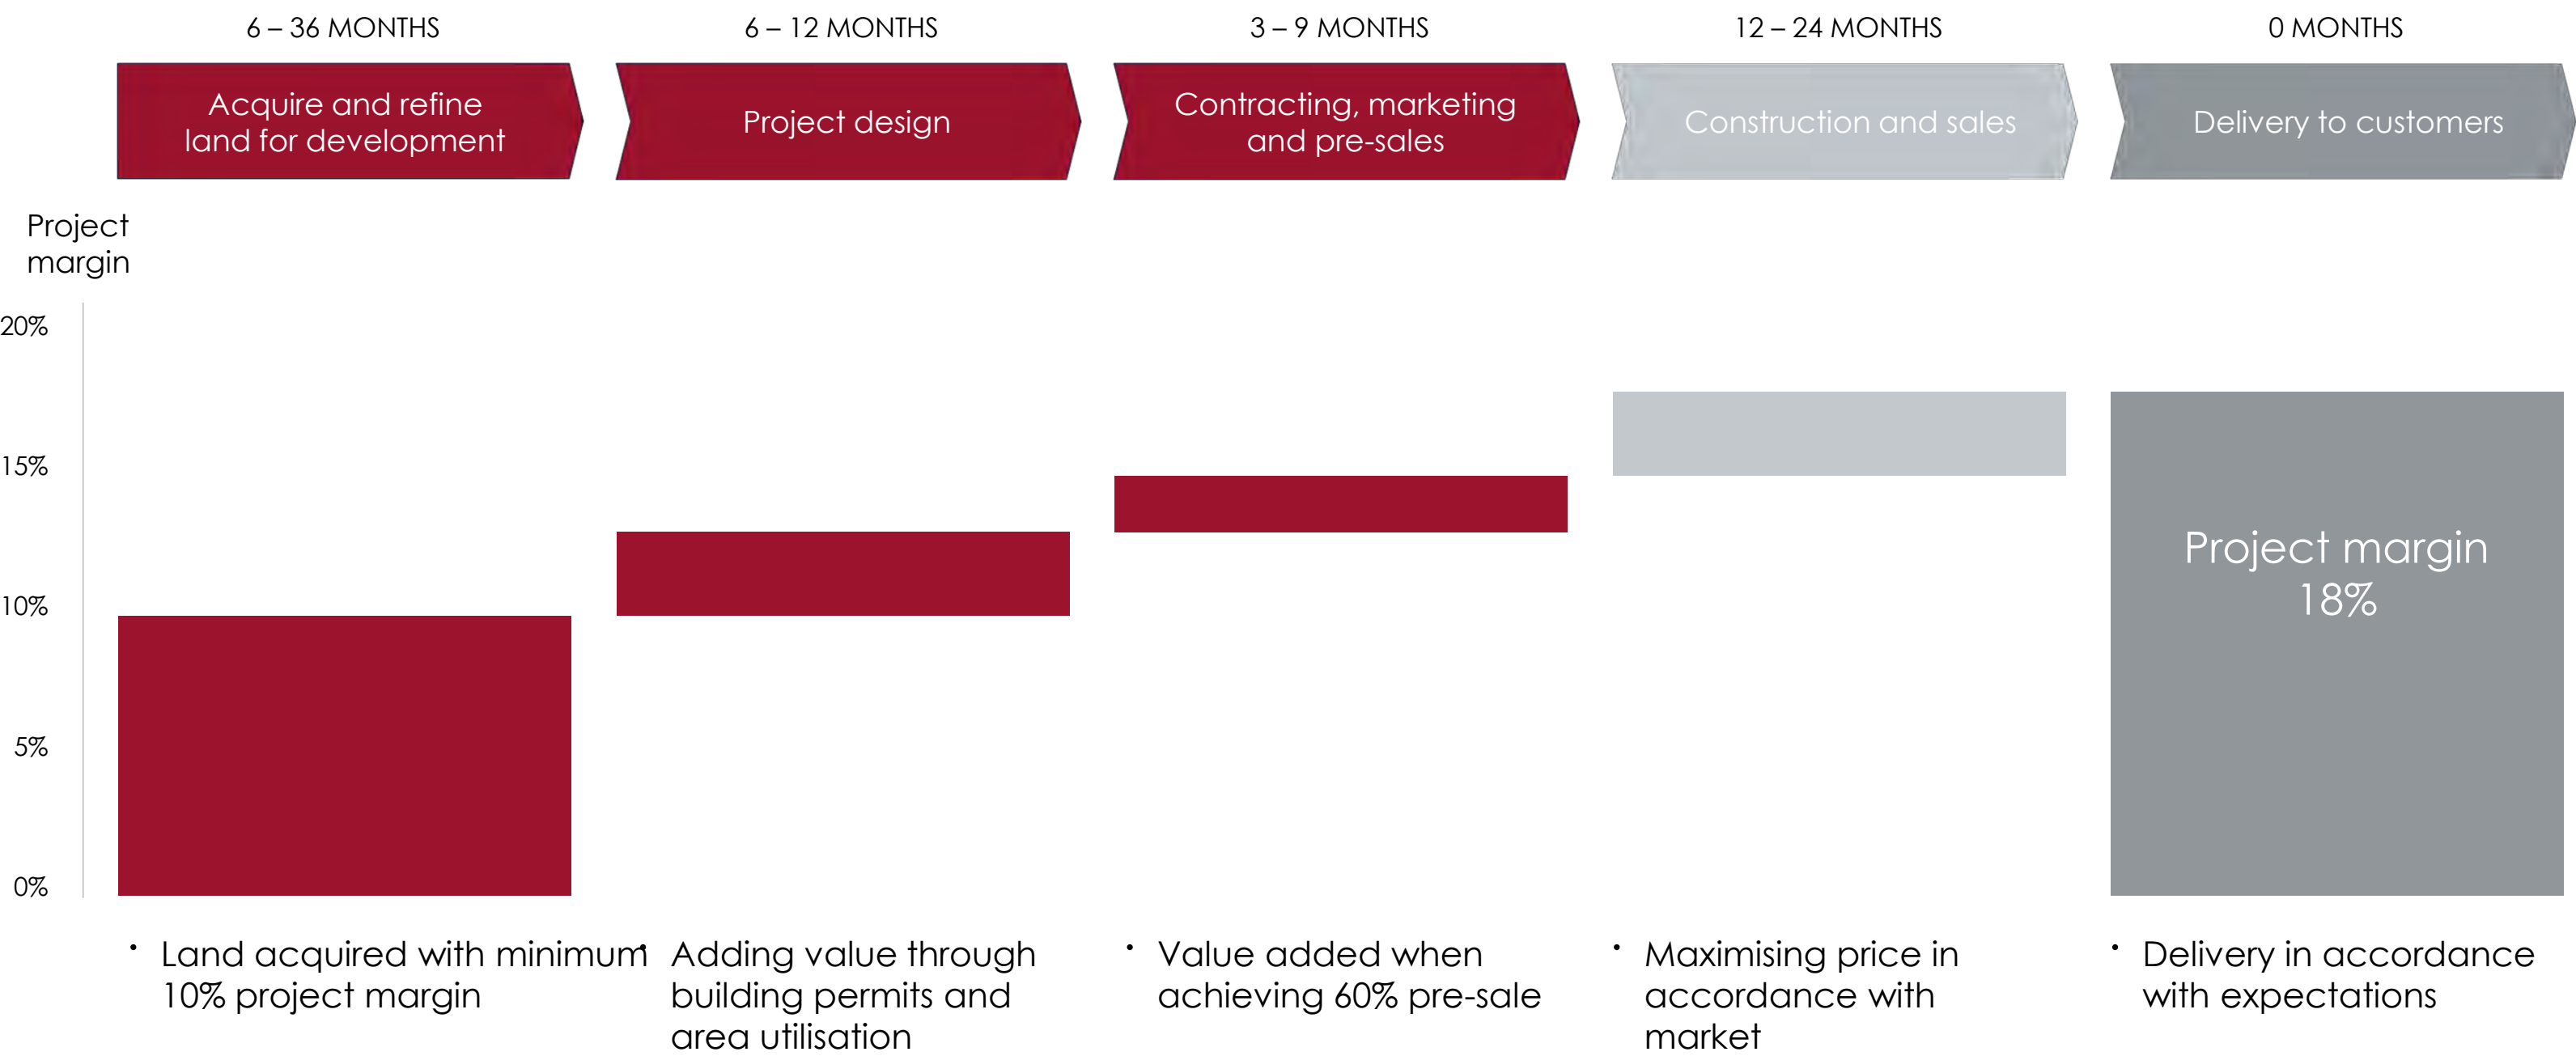 6 – 36 MONTHS
6 – 12 MONTHS
3 – 9 MONTHS
12 – 24 MONTHS
0 MONTHS
Acquire and refine
land for development
Project design
Contracting, marketing
and pre-sales
Construction and sales
Delivery to customers
Project
margin
20%
15%
10%
5%
0%
Project margin
18%
• Land acquired with minimum
10% project margin
• Adding value through
building permits and
area utilisation
• Value added when
achieving 60% pre-sale
• Maximising price in
accordance with
market
• Delivery in accordance
with expectations